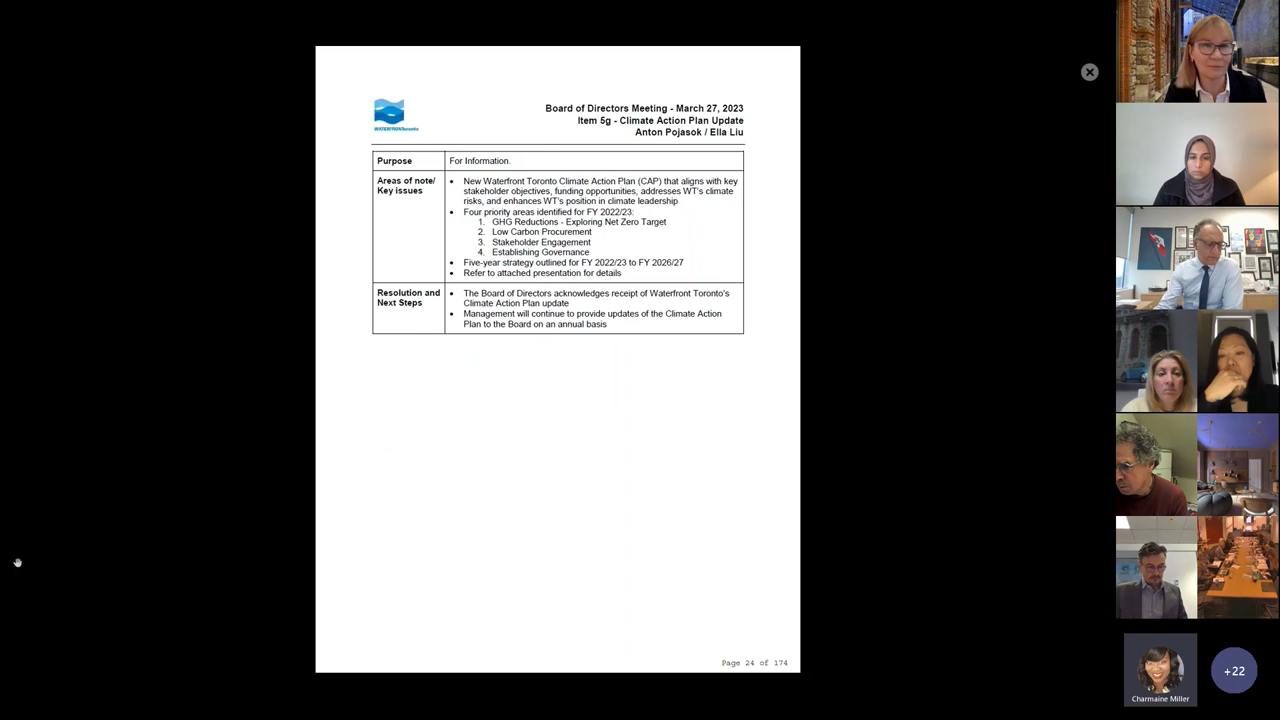 WATERFRONToronto
Board of Directors Meeting - March 27, 2023
Item 5g - Climate Action Plan Update
Anton Pojasok / Ella Liu
Purpose
For Information.
Areas of note/
Key issues
• New Waterfront Toronto Climate Action Plan (CAP) that aligns with key
stakeholder objectives, funding opportunities, addresses WT's climate
risks, and enhances WT's position in climate leadership
• Four priority areas identified for FY 2022/23:
1. GHG Reductions - Exploring Net Zero Target
2. Low Carbon Procurement
3. Stakeholder Engagement
4. Establishing Governance
• Five-year strategy outlined for FY 2022/23 to FY 2026/27
• Refer to attached presentation for details
Resolution and
Next Steps
• The Board of Directors acknowledges receipt of Waterfront Toronto's
Climate Action Plan update
• Management will continue to provide updates of the Climate Action
Plan to the Board on an annual basis
Page 24 of 174
Charmaine Miller
+22